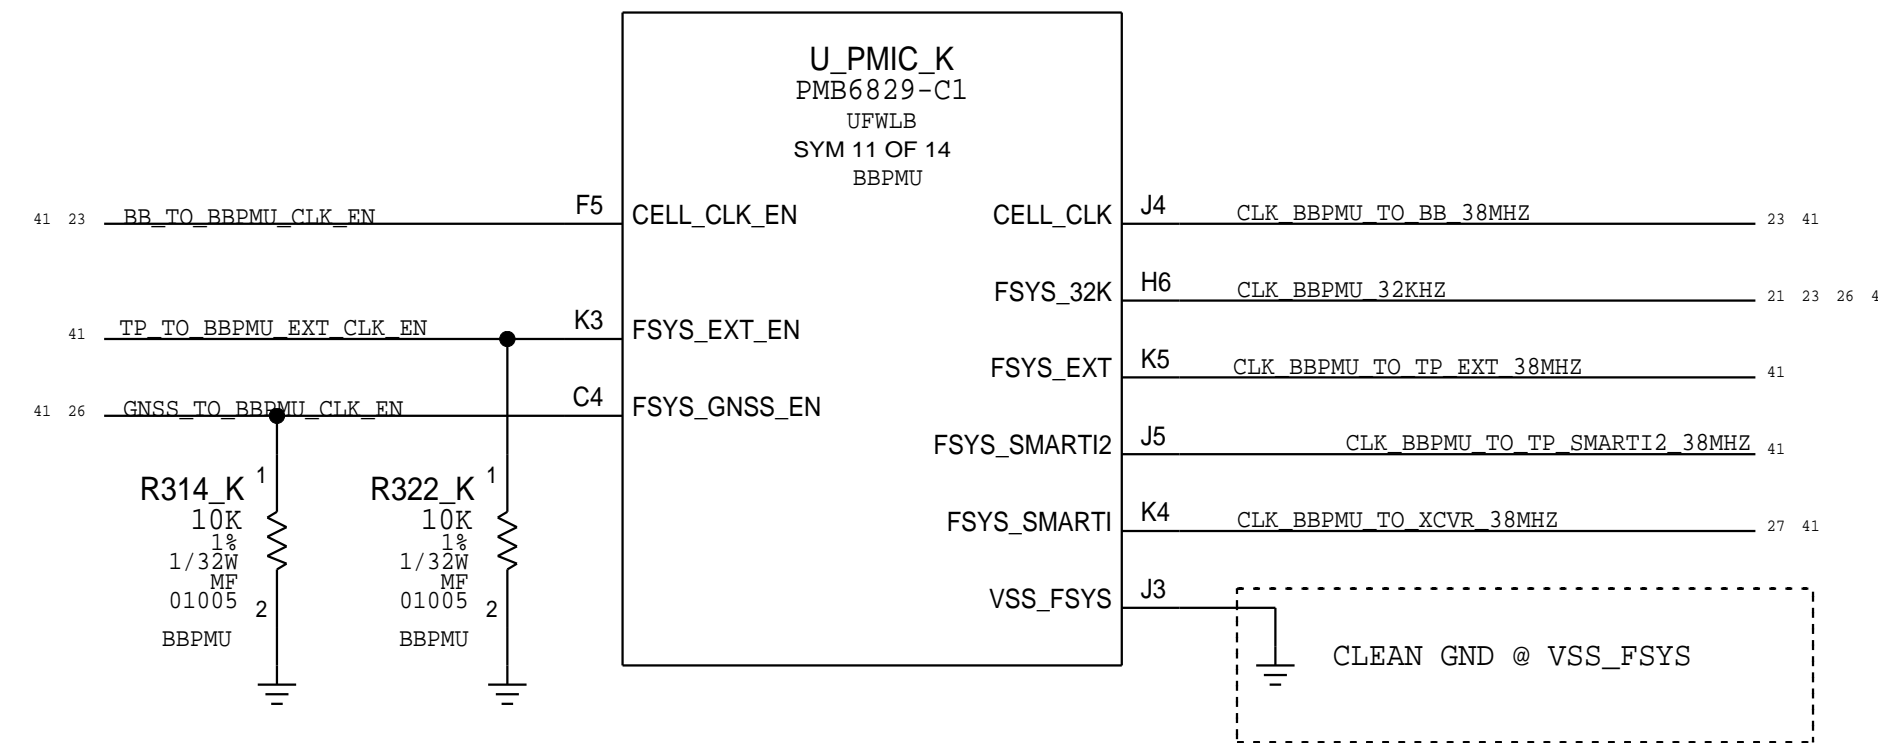 U_PMIC_K
PMB6829-C1
UFWLB
SYM 11 OF 14
BBPMU
41 23 BB_TO_BBPMU_CLK_EN F5 CELL_CLK_EN
CELL_CLK J4 CLK_BBPMU_TO_BB_38MHZ 23 41
FSYS_32K H6 CLK_BBPMU_32KHZ 21 23 26 4
41 TP_TO_BBPMU_EXT_CLK_EN K3 FSYS_EXT_EN
FSYS_EXT K5 CLK_BBPMU_TO_TP_EXT_38MHZ 41
41 26 GNSS_TO_BBPMU_CLK_EN C4 FSYS_GNSS_EN
FSYS_SMARTI2 J5 CLK_BBPMU_TO_TP_SMARTI2_38MHZ 41
FSYS_SMARTI K4 CLK_BBPMU_TO_XCVR_38MHZ 27 41
VSS_FSYS J3
CLEAN GND @ VSS_FSYS
R314_K 1
10K
1%
1/32W
MF
01005 2
BBPMU
R322_K 1
10K
1%
1/32W
MF
01005 2
BBPMU